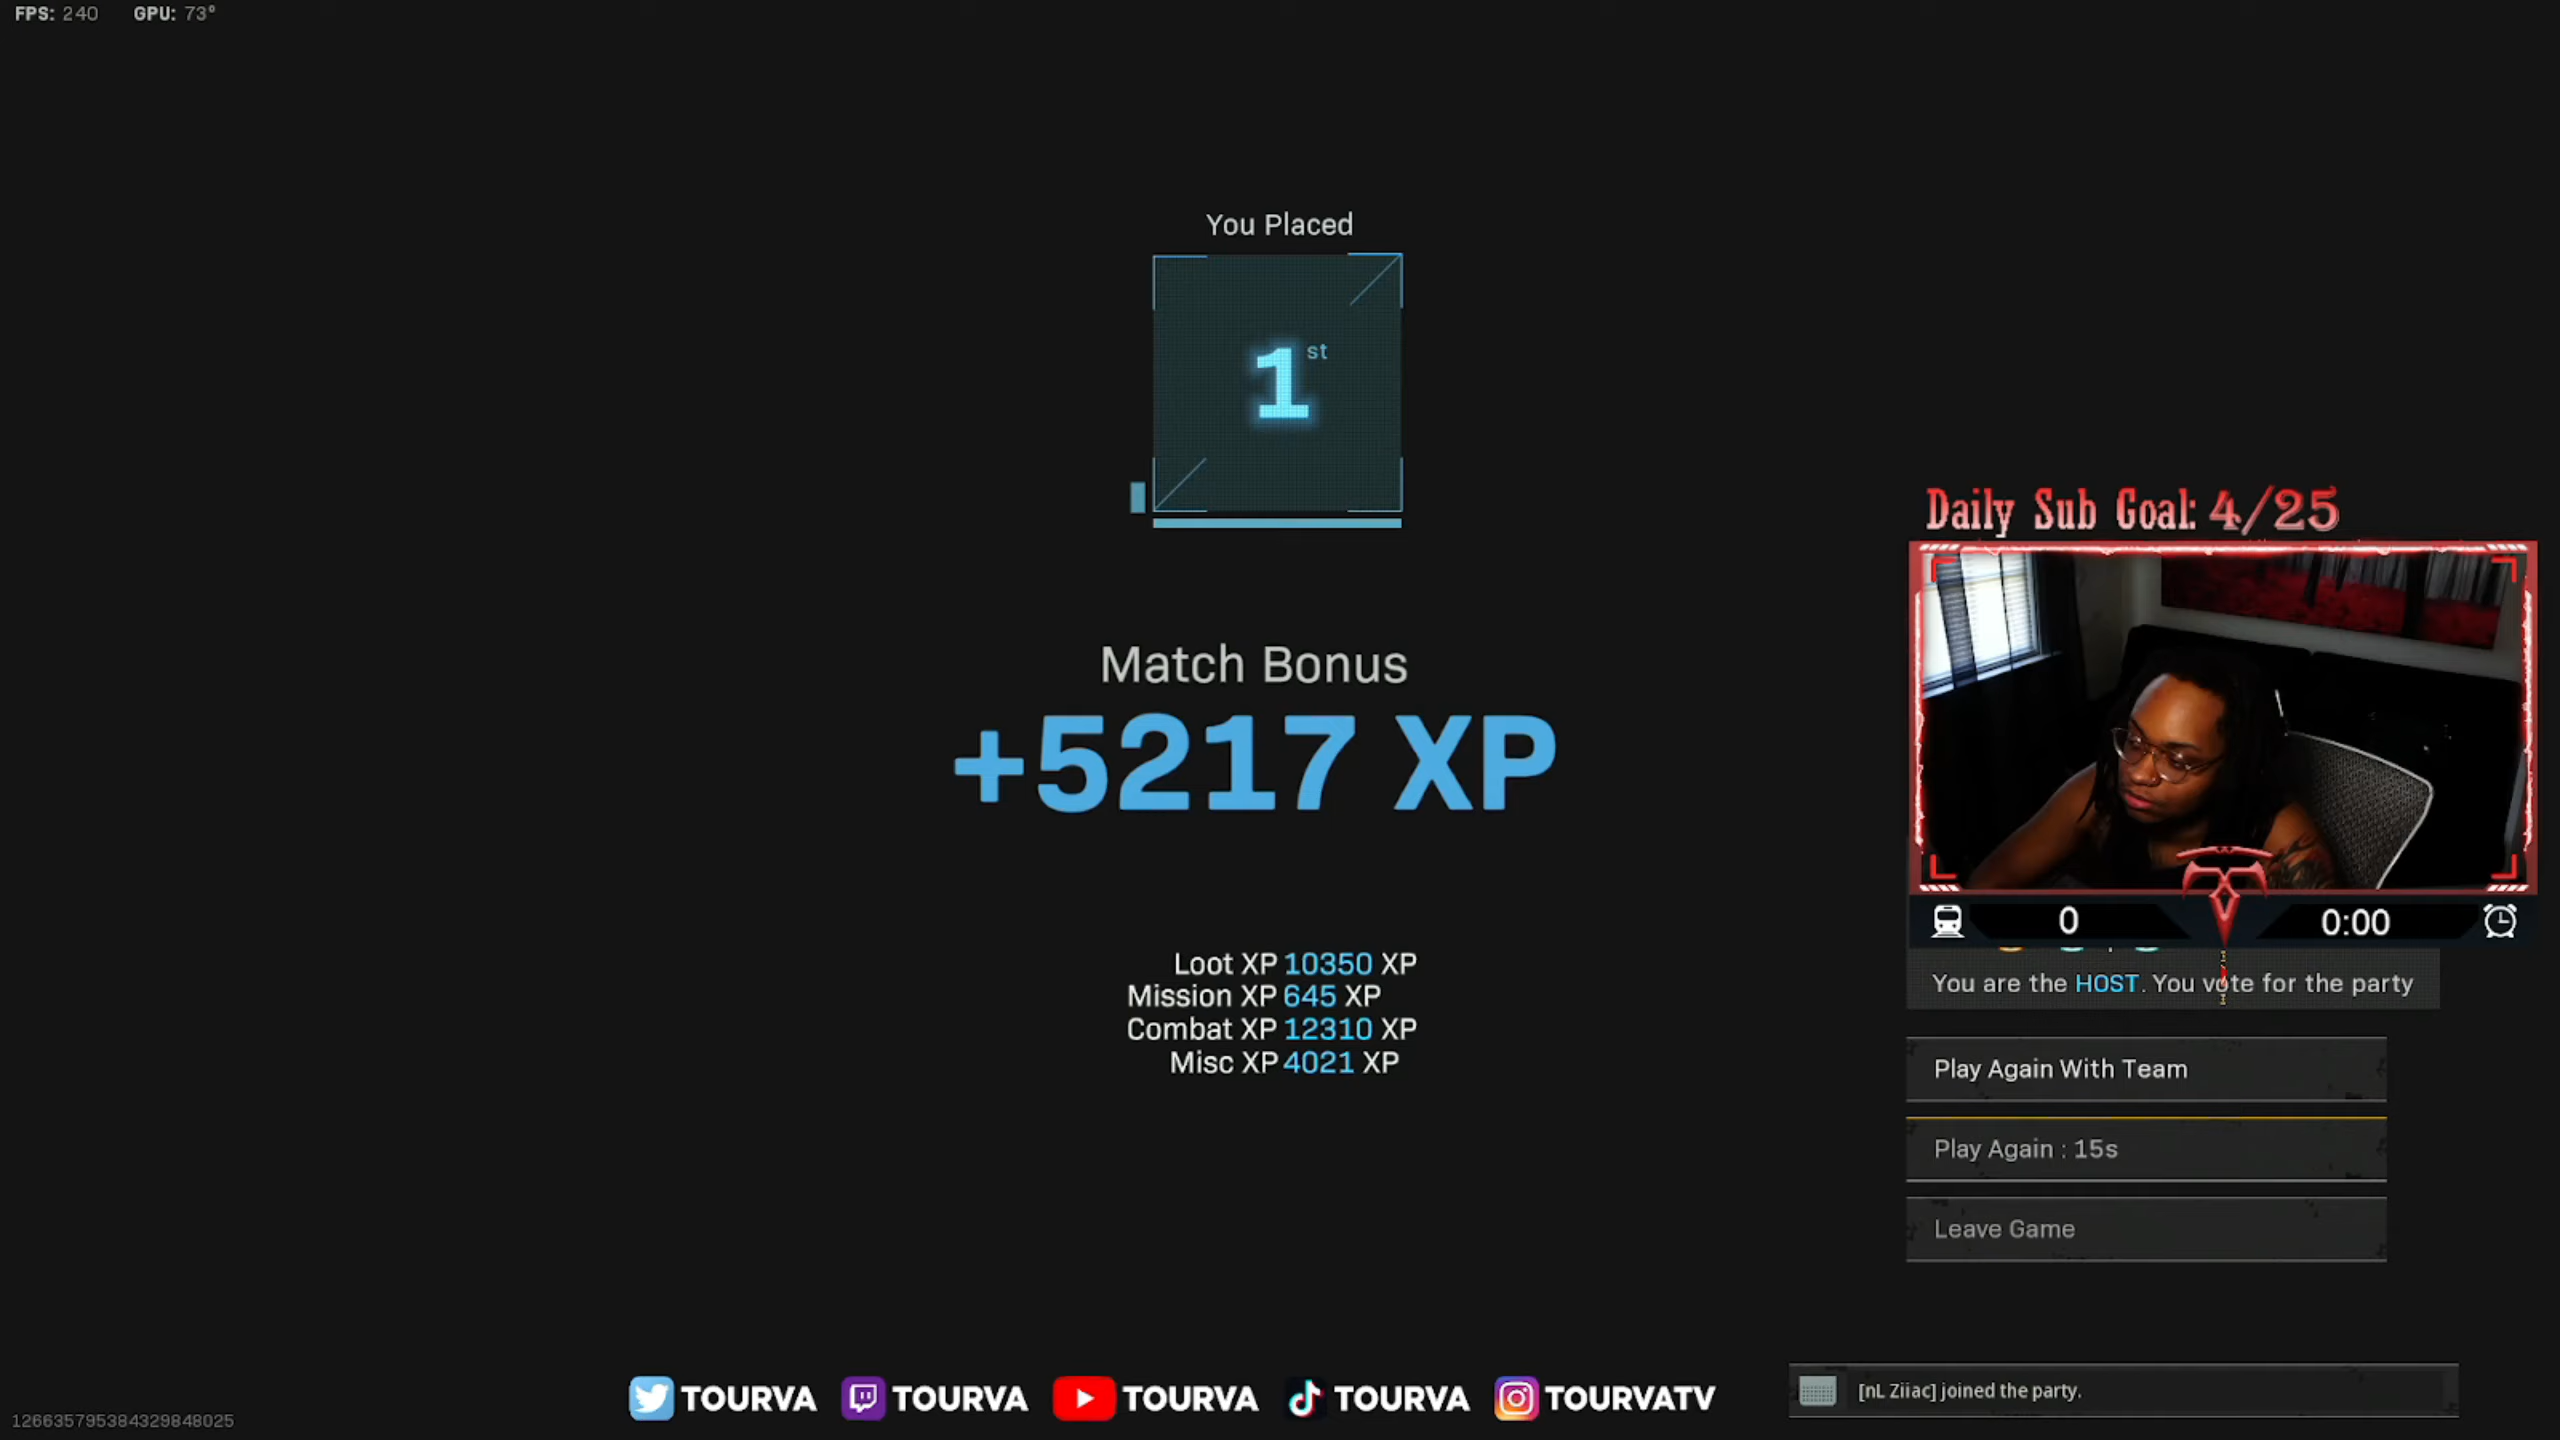 FPS: 240 GPU: 73°
You Placed
1st
Match Bonus
+5217 XP
Loot XP 10350 XP
Mission XP 645 XP
Combat XP 12310 XP
Misc XP 4021 XP
Daily Sub Goal: 4/25
0 0:00
You are the HOST. You vote for the party
Play Again With Team
Play Again : 15s
Leave Game
TOURVA TOURVA TOURVA TOURVA TOURVATV
[nL Ziiac] joined the party.
126635795384329848025